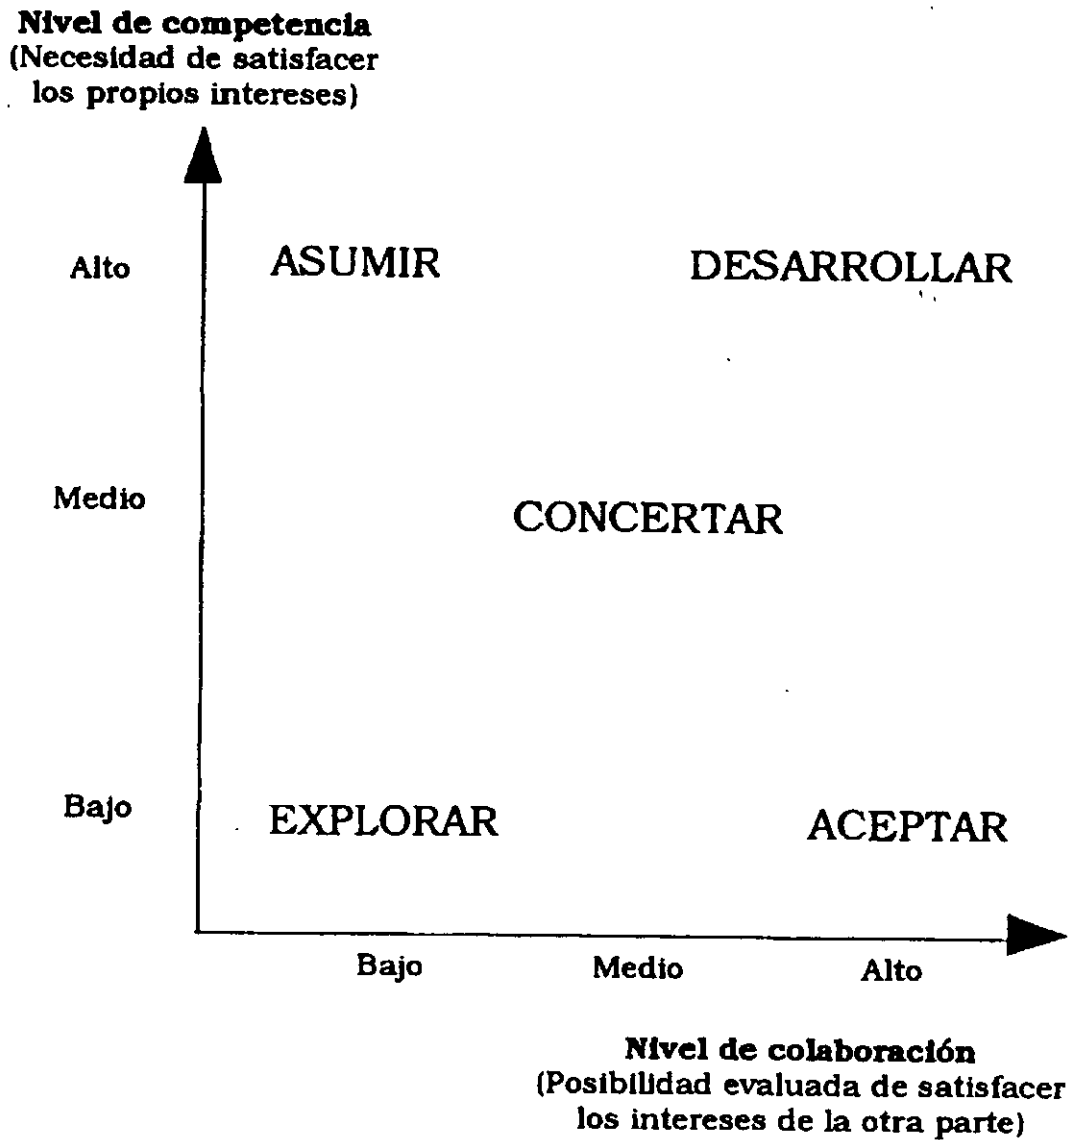 Nivel de competencia
(Necesidad de satisfacer
los propios intereses)
Alto
ASUMIR
DESARROLLAR
Medio
CONCERTAR
Bajo
EXPLORAR
ACEPTAR
Bajo
Medio
Alto
Nivel de colaboración
(Posibilidad evaluada de satisfacer
los intereses de la otra parte)